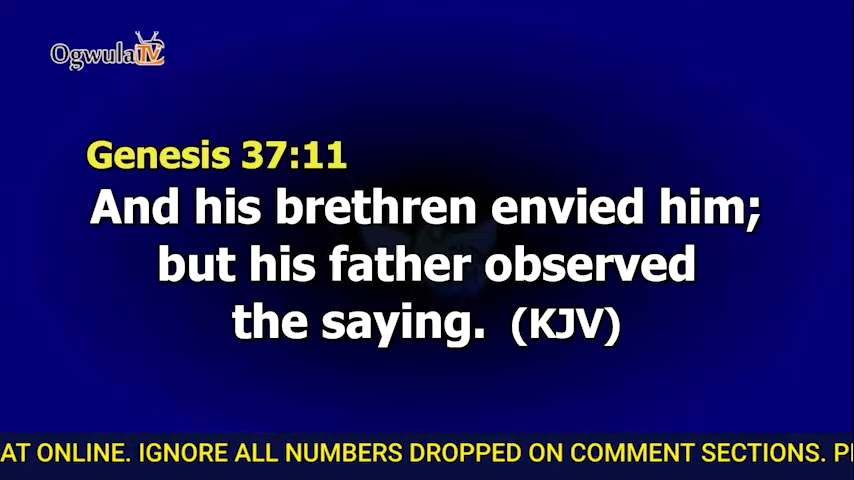 OgwulaTV
Genesis 37:11
And his brethren envied him;
but his father observed
the saying. (KJV)
AT ONLINE. IGNORE ALL NUMBERS DROPPED ON COMMENT SECTIONS. P